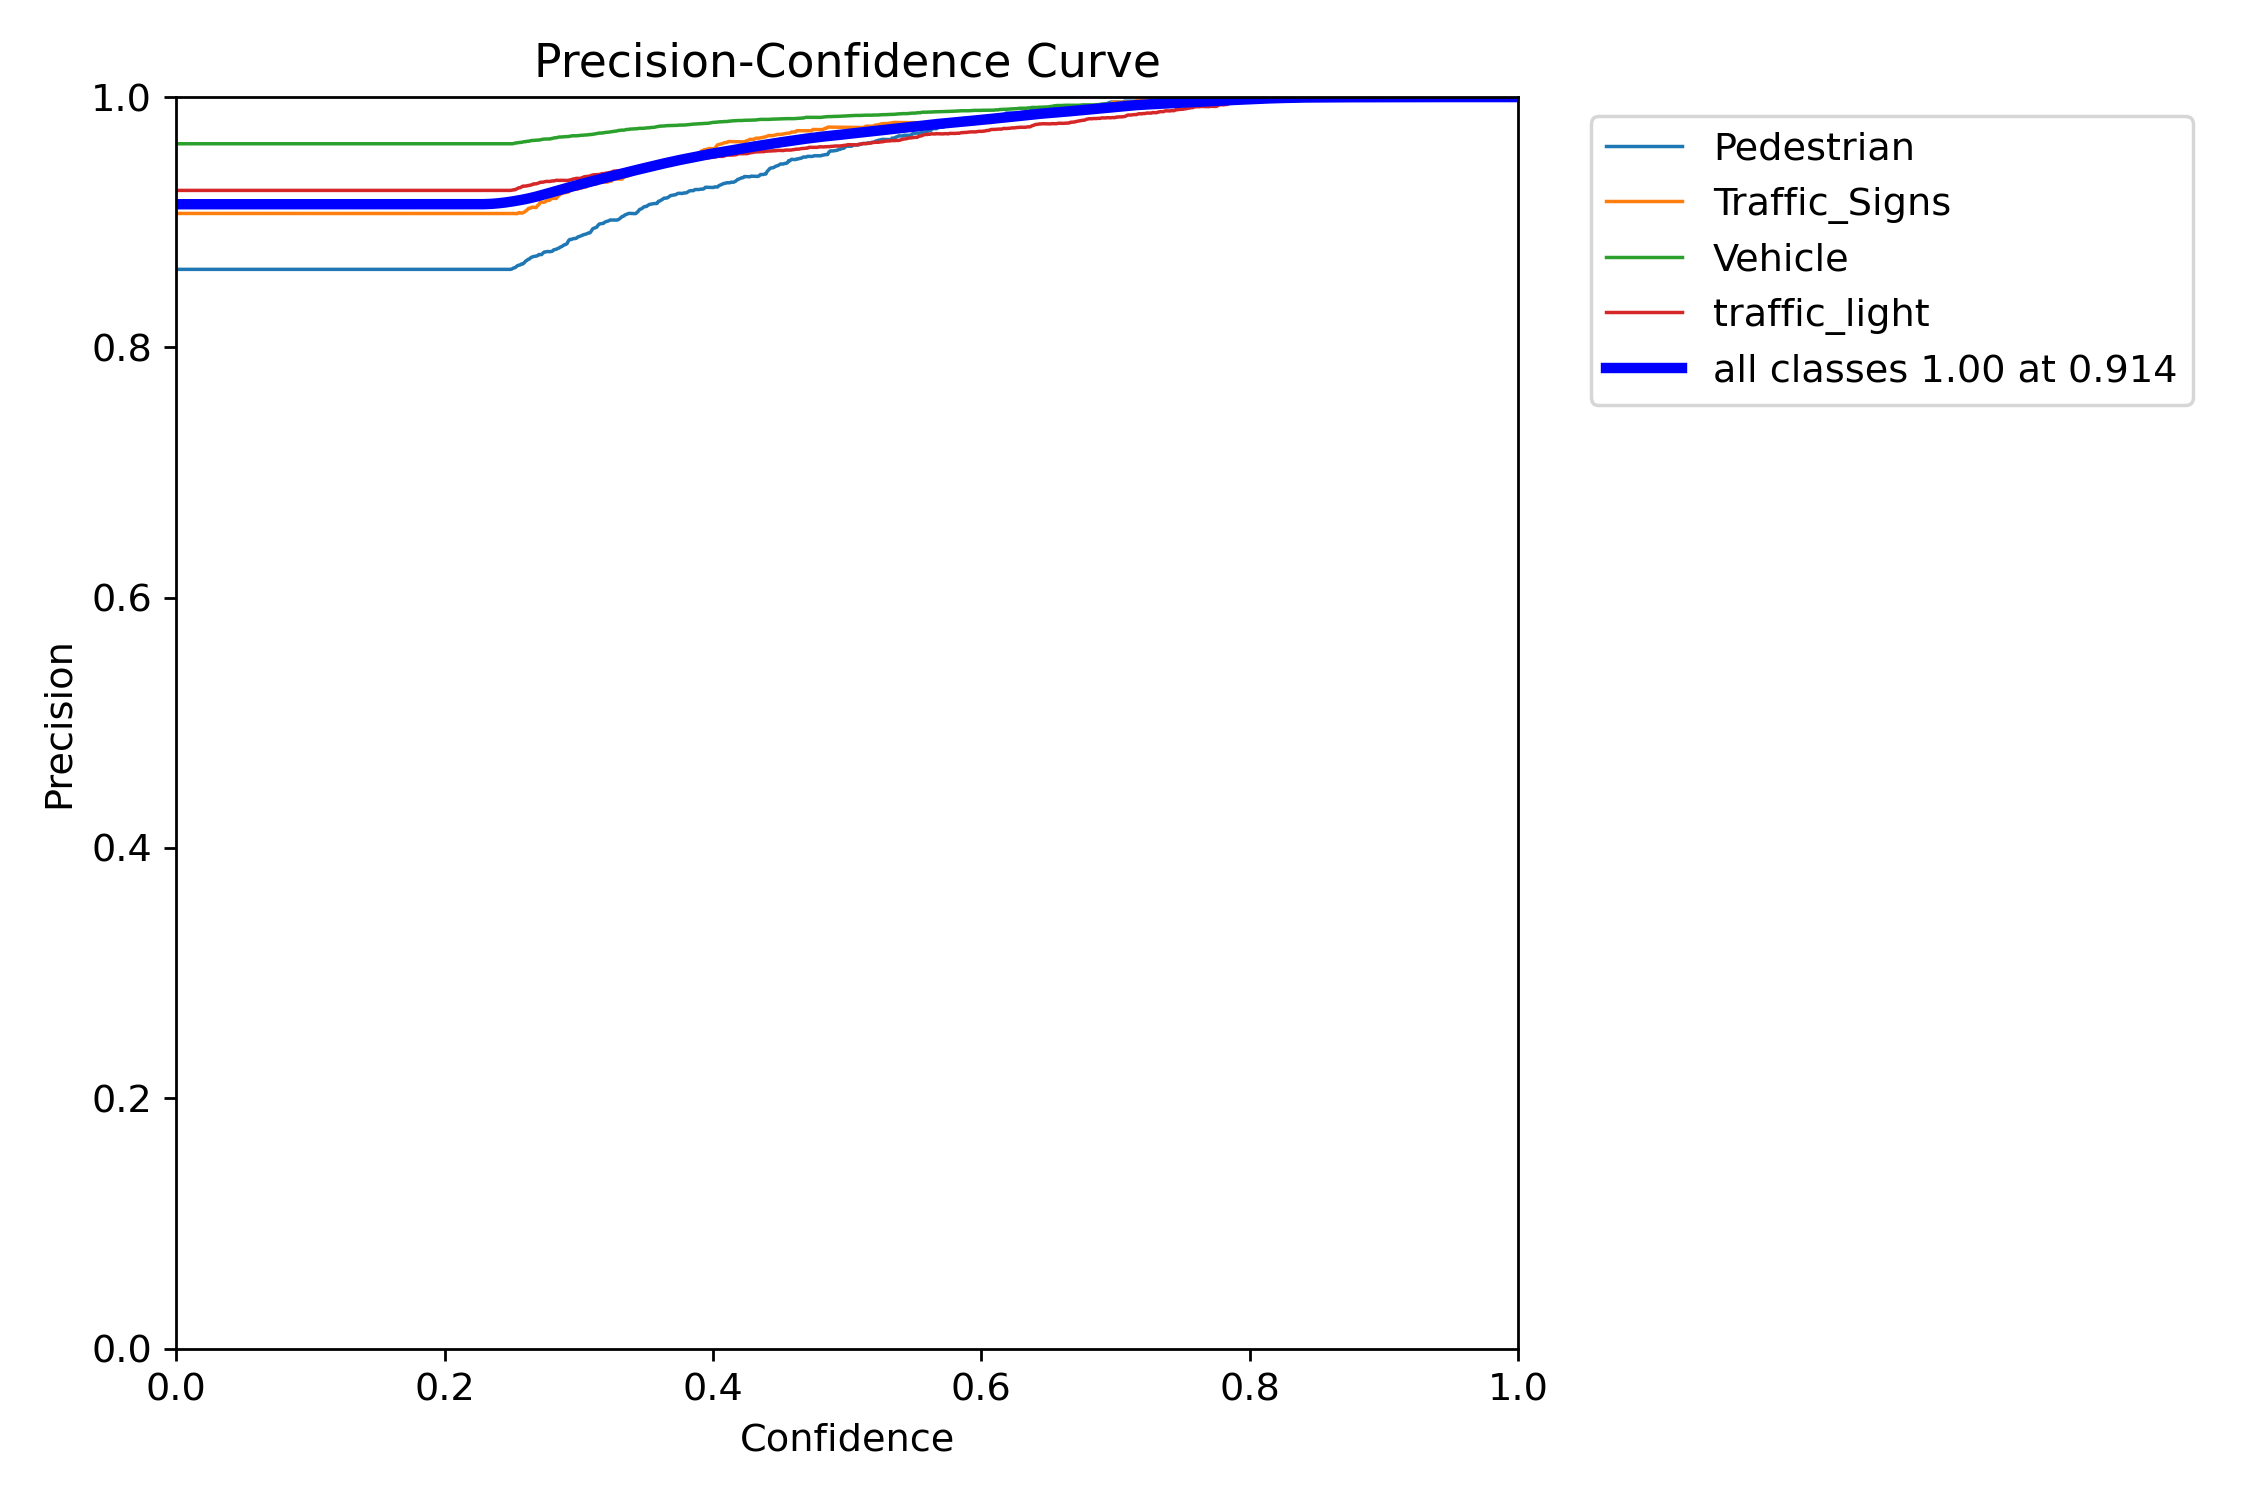 Precision-Confidence Curve
1.0
0.8
0.6
0.4
0.2
0.0
Precision
0.0 0.2 0.4 0.6 0.8 1.0
Confidence
Pedestrian
Traffic_Signs
Vehicle
traffic_light
all classes 1.00 at 0.914